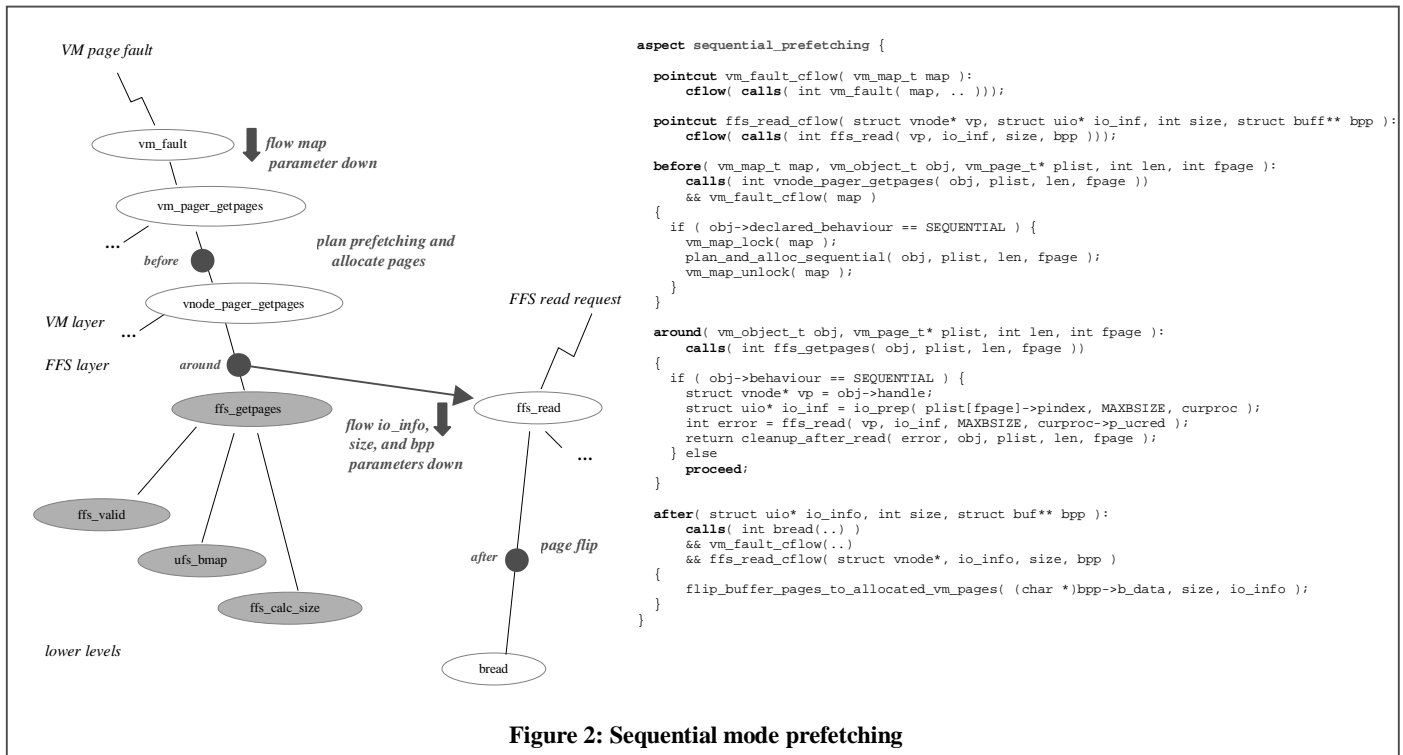 VM page fault
vm_fault
flow map
parameter down
vm_pager_getpages
...
before
plan prefetching and
allocate pages
vnode_pager_getpages
VM layer
...
FFS layer
around
FFS read request
ffs_getpages
ffs_read
flow io_info,
size, and bpp
parameters down
...
ffs_valid
ufs_bmap
ffs_calc_size
after
page flip
lower levels
bread
aspect sequential_prefetching {
pointcut vm_fault_cflow( vm_map_t map ):
cflow( calls( int vm_fault( map, .. )));
pointcut ffs_read_cflow( struct vnode* vp, struct uio* io_inf, int size, struct buff** bpp ):
cflow( calls( int ffs_read( vp, io_inf, size, bpp )));
before( vm_map_t map, vm_object_t obj, vm_page_t* plist, int len, int fpage ):
calls( int vnode_pager_getpages( obj, plist, len, fpage ))
&& vm_fault_cflow( map )
{
if ( obj->declared_behaviour == SEQUENTIAL ) {
vm_map_lock( map );
plan_and_alloc_sequential( obj, plist, len, fpage );
vm_map_unlock( map );
}
}
around( vm_object_t obj, vm_page_t* plist, int len, int fpage ):
calls( int ffs_getpages( obj, plist, len, fpage ))
{
if ( obj->behaviour == SEQUENTIAL ) {
struct vnode* vp = obj->handle;
struct uio* io_inf = io_prep( plist[fpage]->pindex, MAXBSIZE, curproc );
int error = ffs_read( vp, io_inf, MAXBSIZE, curproc->p_ucred );
return cleanup_after_read( error, obj, plist, len, fpage );
} else
proceed;
}
after( struct uio* io_info, int size, struct buf** bpp ):
calls( int bread(..) )
&& vm_fault_cflow(..)
&& ffs_read_cflow( struct vnode*, io_info, size, bpp )
{
flip_buffer_pages_to_allocated_vm_pages( (char *)bpp->b_data, size, io_info );
}
}
Figure 2: Sequential mode prefetching